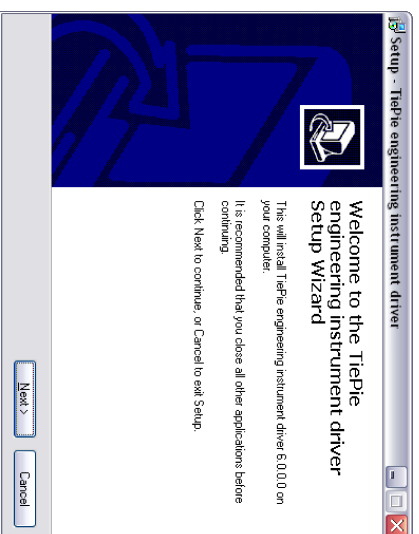 Setup - TiePie engineering instrument driver
Welcome to the TiePie
engineering instrument driver
Setup Wizard
This will install TiePie engineering instrument driver 6.0.0.0 on
your computer.
It is recommended that you close all other applications before
continuing.
Click Next to continue, or Cancel to exit Setup.
Next >
Cancel